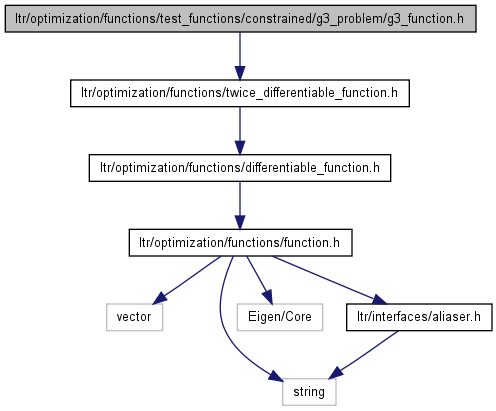 ltr/optimization/functions/test_functions/constrained/g3_problem/g3_function.h
ltr/optimization/functions/twice_differentiable_function.h
ltr/optimization/functions/differentiable_function.h
ltr/optimization/functions/function.h
vector
Eigen/Core
ltr/interfaces/aliaser.h
string